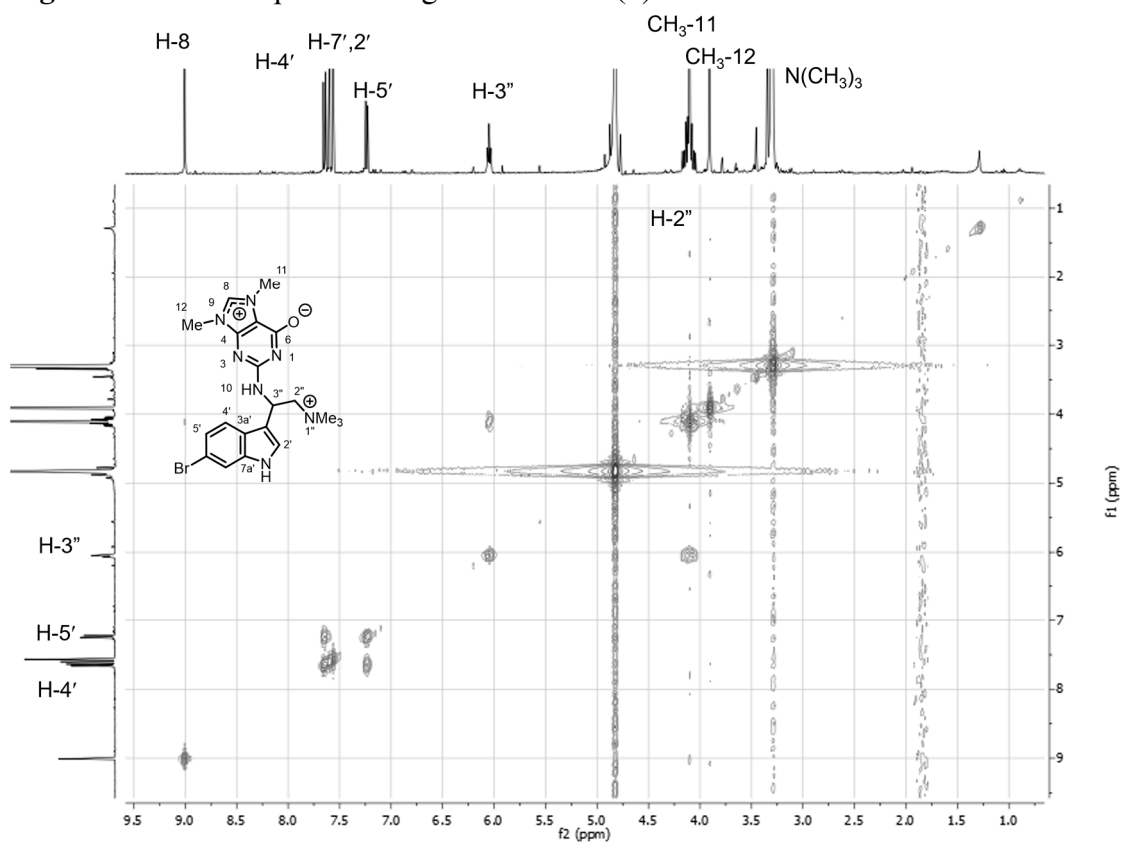 CH₃-11
H-8
H-7′,2′
H-4′
CH₃-12
N(CH₃)₃
H-5′
H-3”
H-2”
1
2
3
4
5
6
7
8
9
f1 (ppm)
11
Me
8
N
12
9
⊕
O
⊖
Me
N
4
6
N
N
3
1
HN
3"
2"
⊕
10
4'
3a'
NMe₃
1"
5'
2'
Br
7a'
N
H
H-3”
H-5′
H-4′
9.5 9.0 8.5 8.0 7.5 7.0 6.5 6.0 5.5 5.0 4.5 4.0 3.5 3.0 2.5 2.0 1.5 1.0
f2 (ppm)